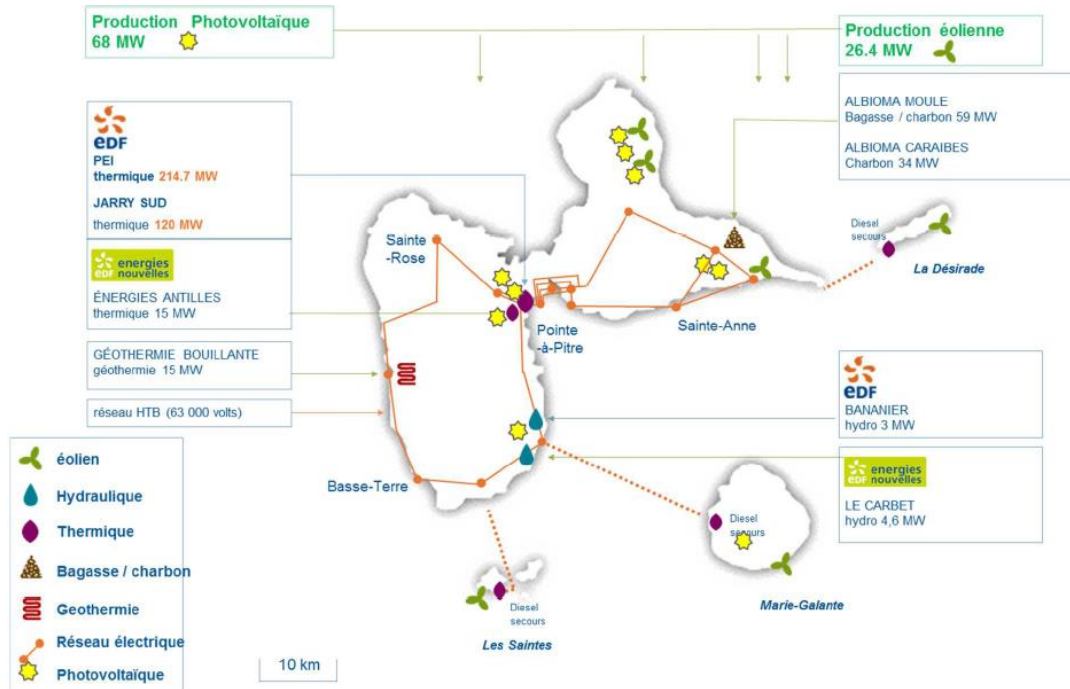 Production Photovoltaïque
68 MW
Production éolienne
26.4 MW
eDF
PEI
thermique 214.7 MW
JARRY SUD
thermique 120 MW
ALBIOMA MOULE
Bagasse / charbon 59 MW
ALBIOMA CARAIBES
Charbon 34 MW
eDF energies
nouvelles
ÉNERGIES ANTILLES
thermique 15 MW
GÉOTHERMIE BOUILLANTE
géothermie 15 MW
réseau HTB (63 000 volts)
Sainte
-Rose
Pointe
-à-Pitre
Sainte-Anne
Basse-Terre
Diesel
secours
La Désirade
eDF
BANANIER
hydro 3 MW
eDF energies
nouvelles
LE CARBET
hydro 4,6 MW
Diesel
secours
Marie-Galante
Diesel
secours
Les Saintes
éolien
Hydraulique
Thermique
Bagasse / charbon
Geothermie
Réseau électrique
Photovoltaïque
10 km